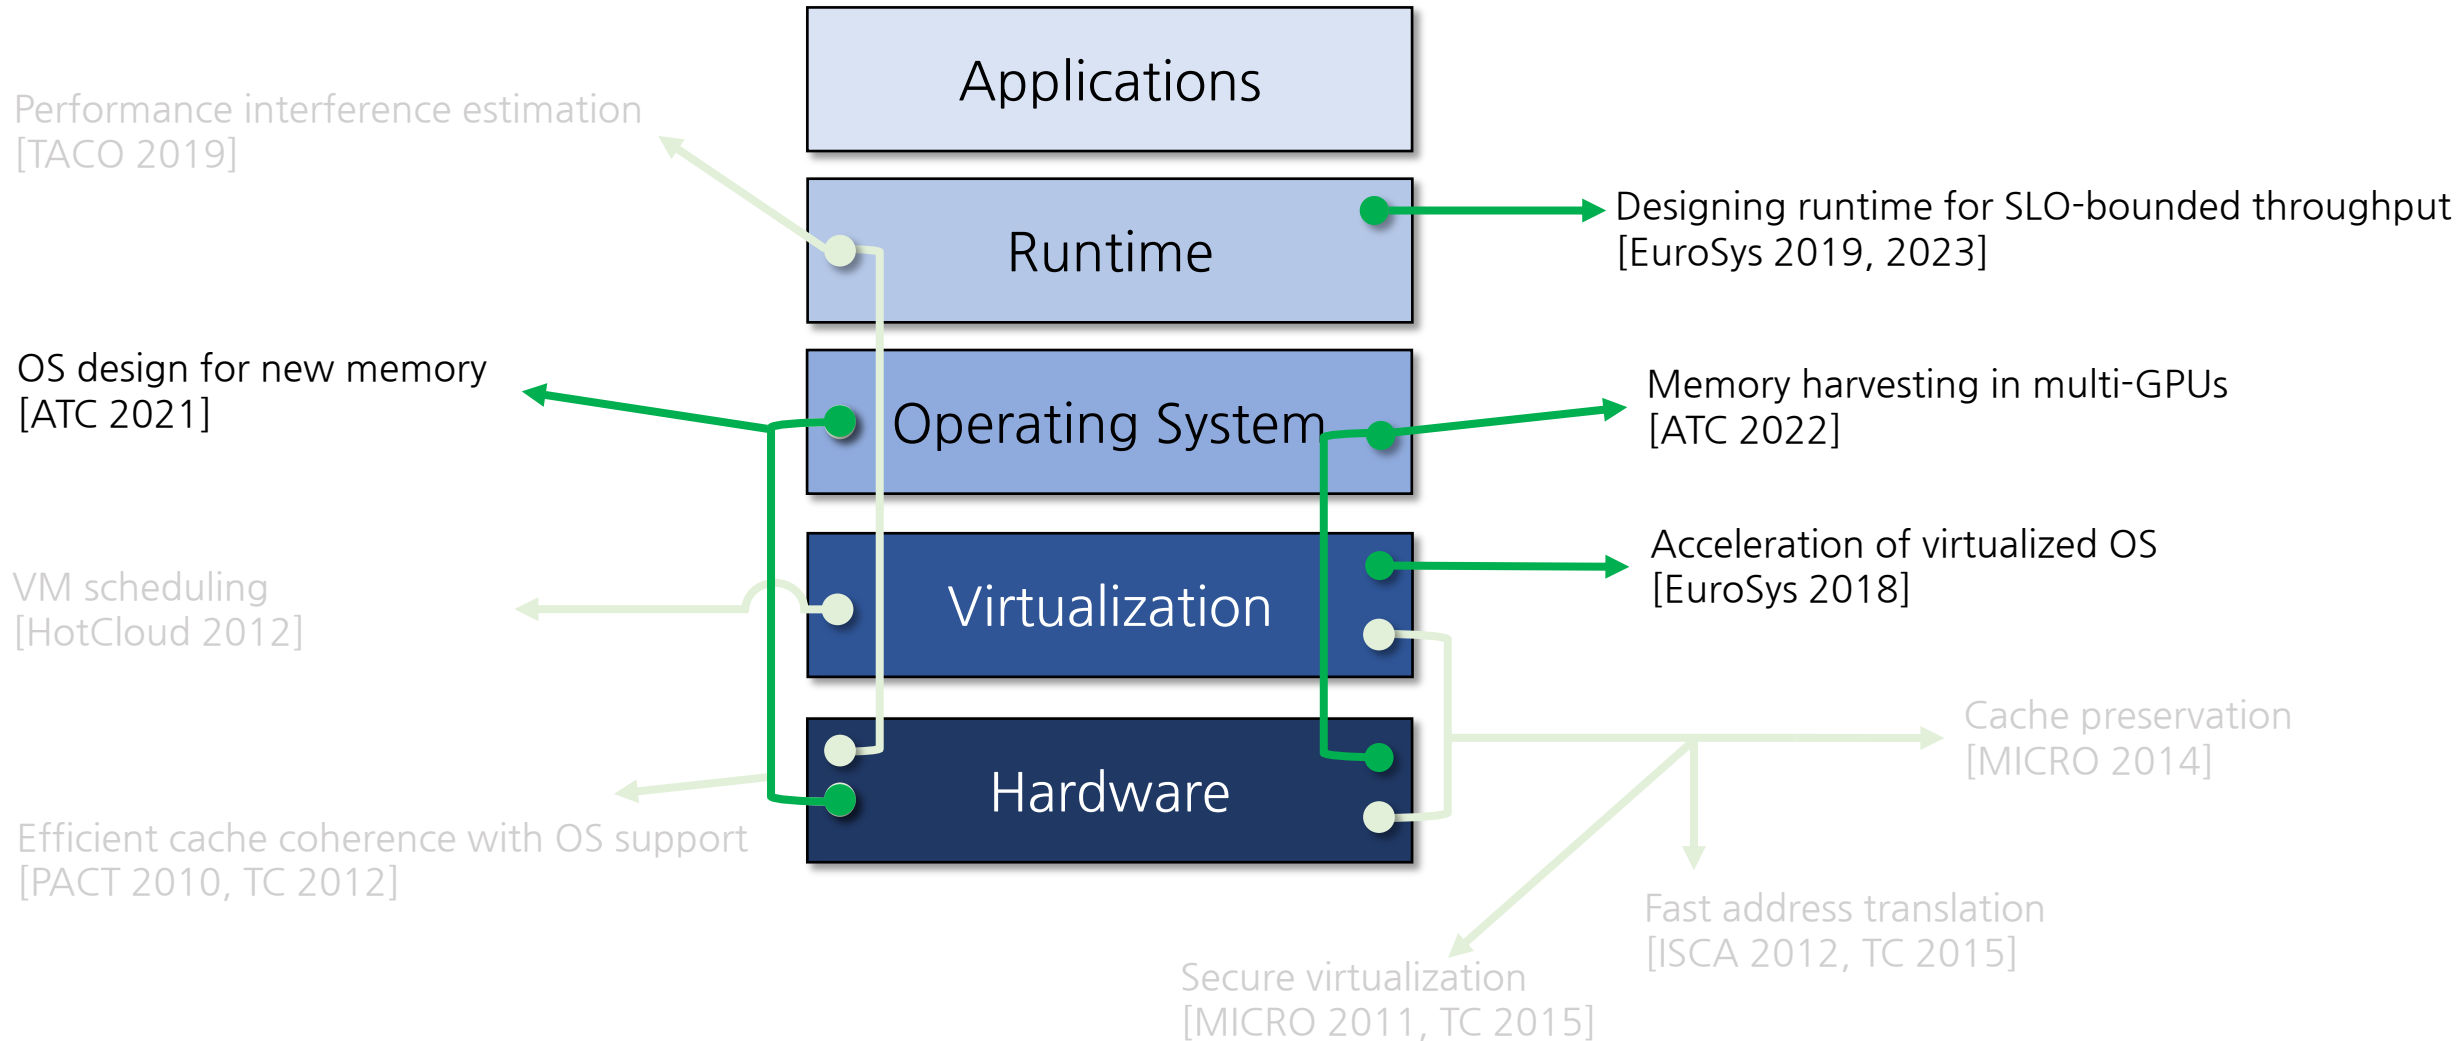 Applications
Performance interference estimation
[TACO 2019]
Runtime
Designing runtime for SLO-bounded throughput
[EuroSys 2019, 2023]
OS design for new memory
[ATC 2021]
Operating System
Memory harvesting in multi-GPUs
[ATC 2022]
VM scheduling
[HotCloud 2012]
Virtualization
Acceleration of virtualized OS
[EuroSys 2018]
Hardware
Cache preservation
[MICRO 2014]
Efficient cache coherence with OS support
[PACT 2010, TC 2012]
Fast address translation
[ISCA 2012, TC 2015]
Secure virtualization
[MICRO 2011, TC 2015]